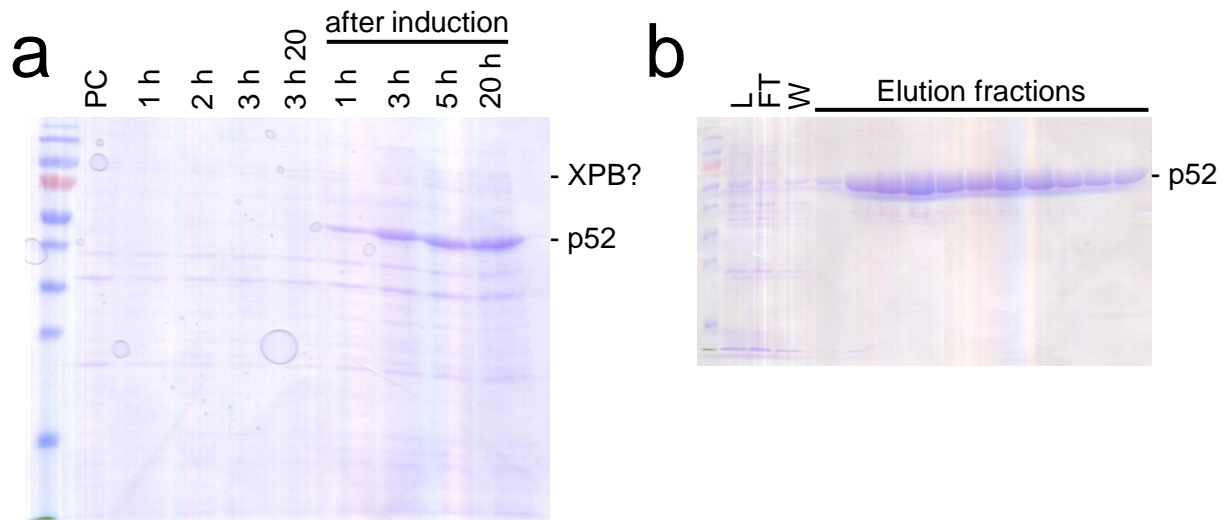 a
after induction
PC
1 h
2 h
3 h
3 h 20
1 h
3 h
5 h
20 h
- XPB?
- p52
b
L
FT
W
Elution fractions
- p52